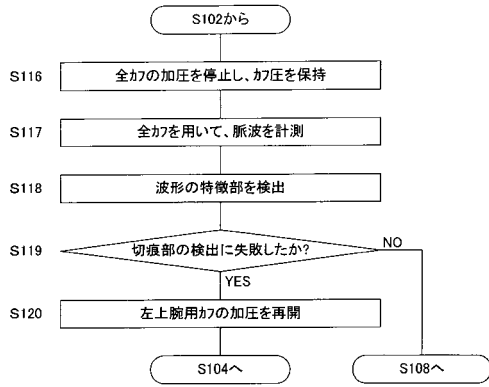 S102から
S116
全カフの加圧を停止し、カフ圧を保持
S117
全カフを用いて、脈波を計測
S118
波形の特徴部を検出
S119
切痕部の検出に失敗したか?
NO
YES
S120
左上腕用カフの加圧を再開
S104へ
S108へ